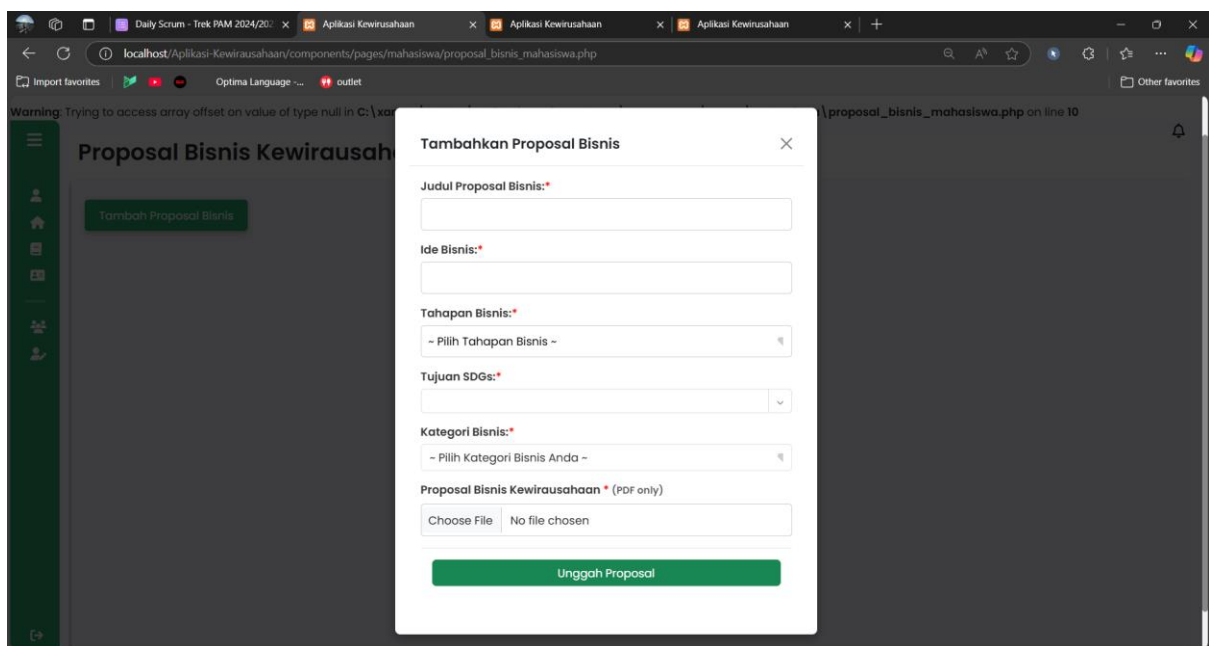 Daily Scrum - Trek PAM 2024/202
Aplikasi Kewirusahaan
Aplikasi Kewirusahaan
Aplikasi Kewirusahaan
localhost/Aplikasi-Kewirausahaan/components/pages/mahasiswa/proposal_bisnis_mahasiswa.php
Import favorites
Optima Language -...
outlet
Other favorites
Warning: Trying to access array offset on value of type null in C:\xa
\proposal_bisnis_mahasiswa.php on line 10
Proposal Bisnis Kewirausah
Tambah Proposal Bisnis
Tambahkan Proposal Bisnis
Judul Proposal Bisnis:*
Ide Bisnis:*
Tahapan Bisnis:*
~ Pilih Tahapan Bisnis ~
Tujuan SDGs:*
Kategori Bisnis:*
~ Pilih Kategori Bisnis Anda ~
Proposal Bisnis Kewirausahaan * (PDF only)
Choose File No file chosen
Unggah Proposal